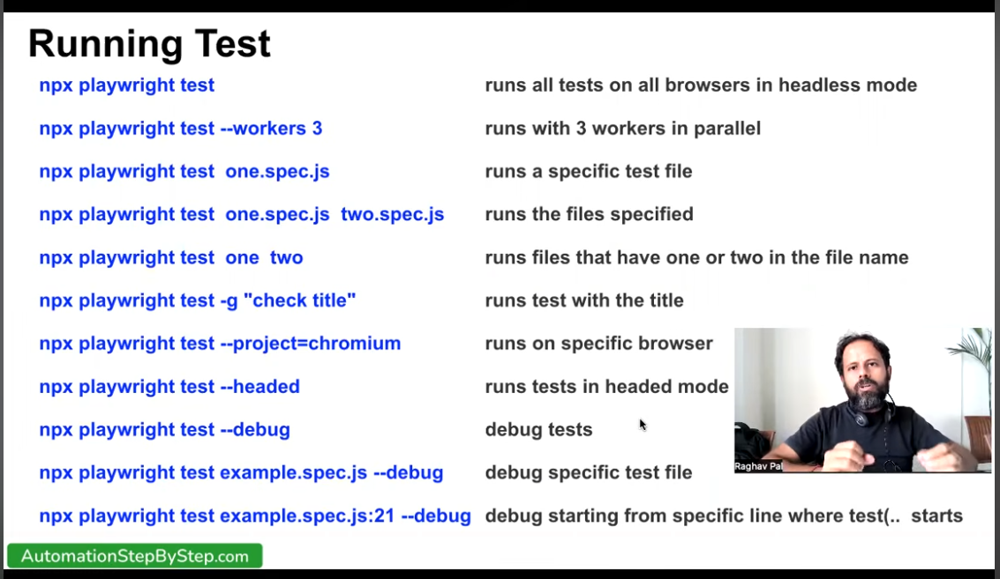 Running Test
npx playwright test runs all tests on all browsers in headless mode
npx playwright test --workers 3 runs with 3 workers in parallel
npx playwright test one.spec.js runs a specific test file
npx playwright test one.spec.js two.spec.js runs the files specified
npx playwright test one two runs files that have one or two in the file name
npx playwright test -g "check title" runs test with the title
npx playwright test --project=chromium runs on specific browser
npx playwright test --headed runs tests in headed mode
npx playwright test --debug debug tests
npx playwright test example.spec.js --debug debug specific test file
npx playwright test example.spec.js:21 --debug debug starting from specific line where test(.. starts
Raghav Pal
AutomationStepByStep.com